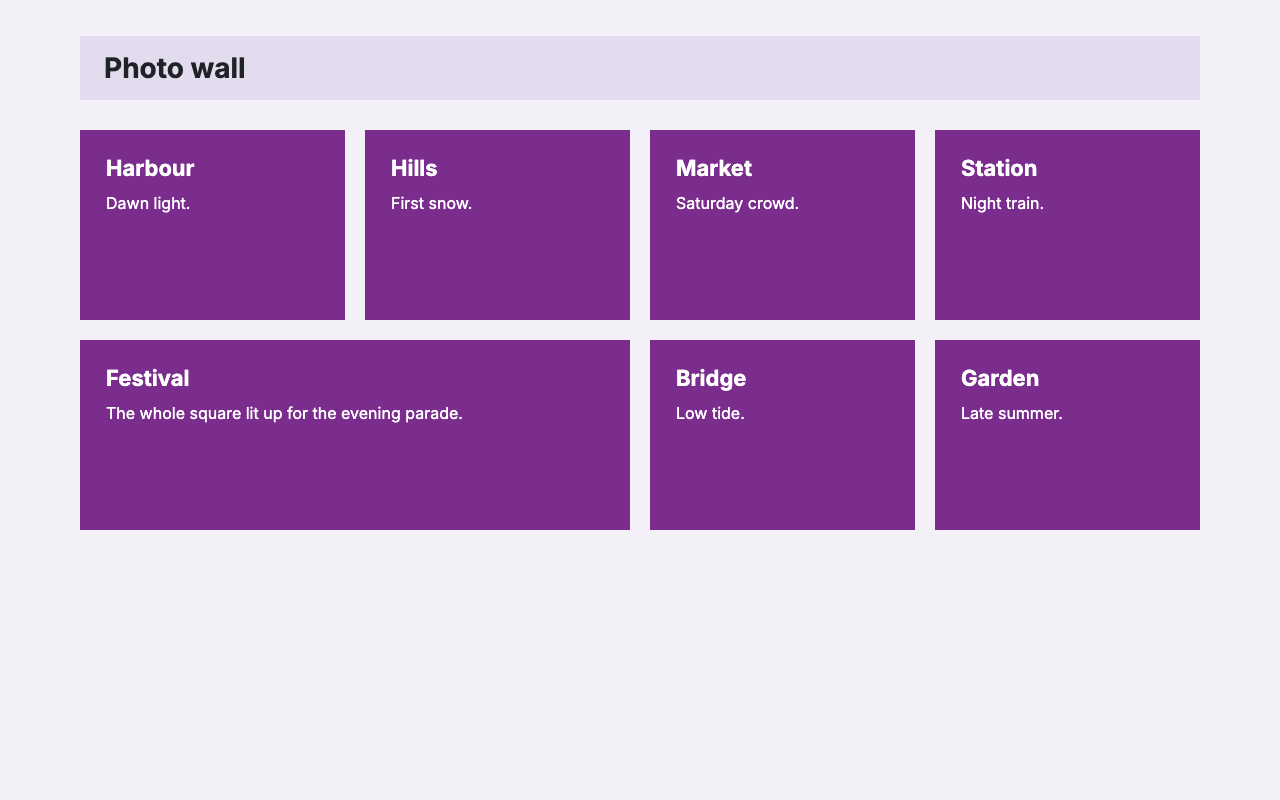 Photo wall
Harbour
Dawn light.
Hills
First snow.
Market
Saturday crowd.
Station
Night train.
Festival
The whole square lit up for the evening parade.
Bridge
Low tide.
Garden
Late summer.